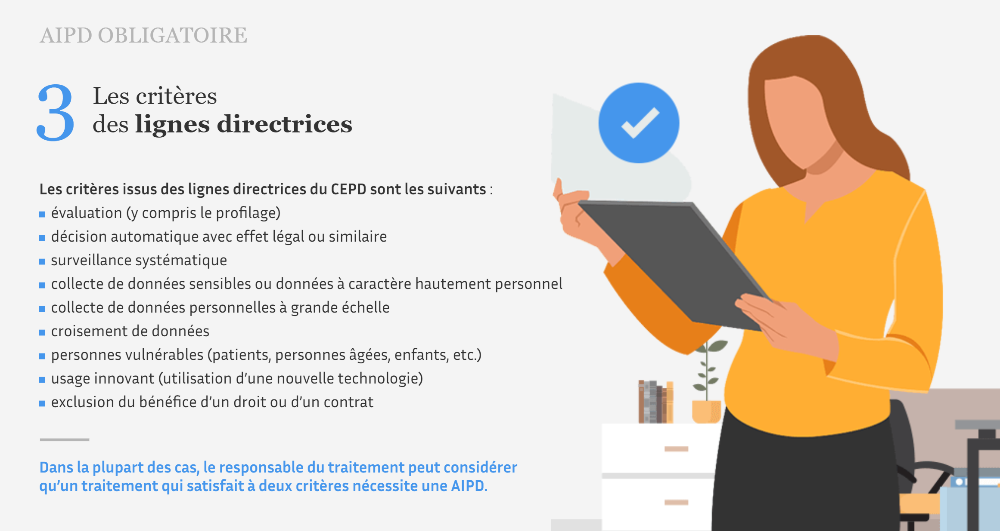 AIPD OBLIGATOIRE
3
Les critères
des lignes directrices
Les critères issus des lignes directrices du CEPD sont les suivants :
évaluation (y compris le profilage)
décision automatique avec effet légal ou similaire
surveillance systématique
collecte de données sensibles ou données à caractère hautement personnel
collecte de données personnelles à grande échelle
croisement de données
personnes vulnérables (patients, personnes âgées, enfants, etc.)
usage innovant (utilisation d’une nouvelle technologie)
exclusion du bénéfice d’un droit ou d’un contrat
Dans la plupart des cas, le responsable du traitement peut considérer
qu’un traitement qui satisfait à deux critères nécessite une AIPD.